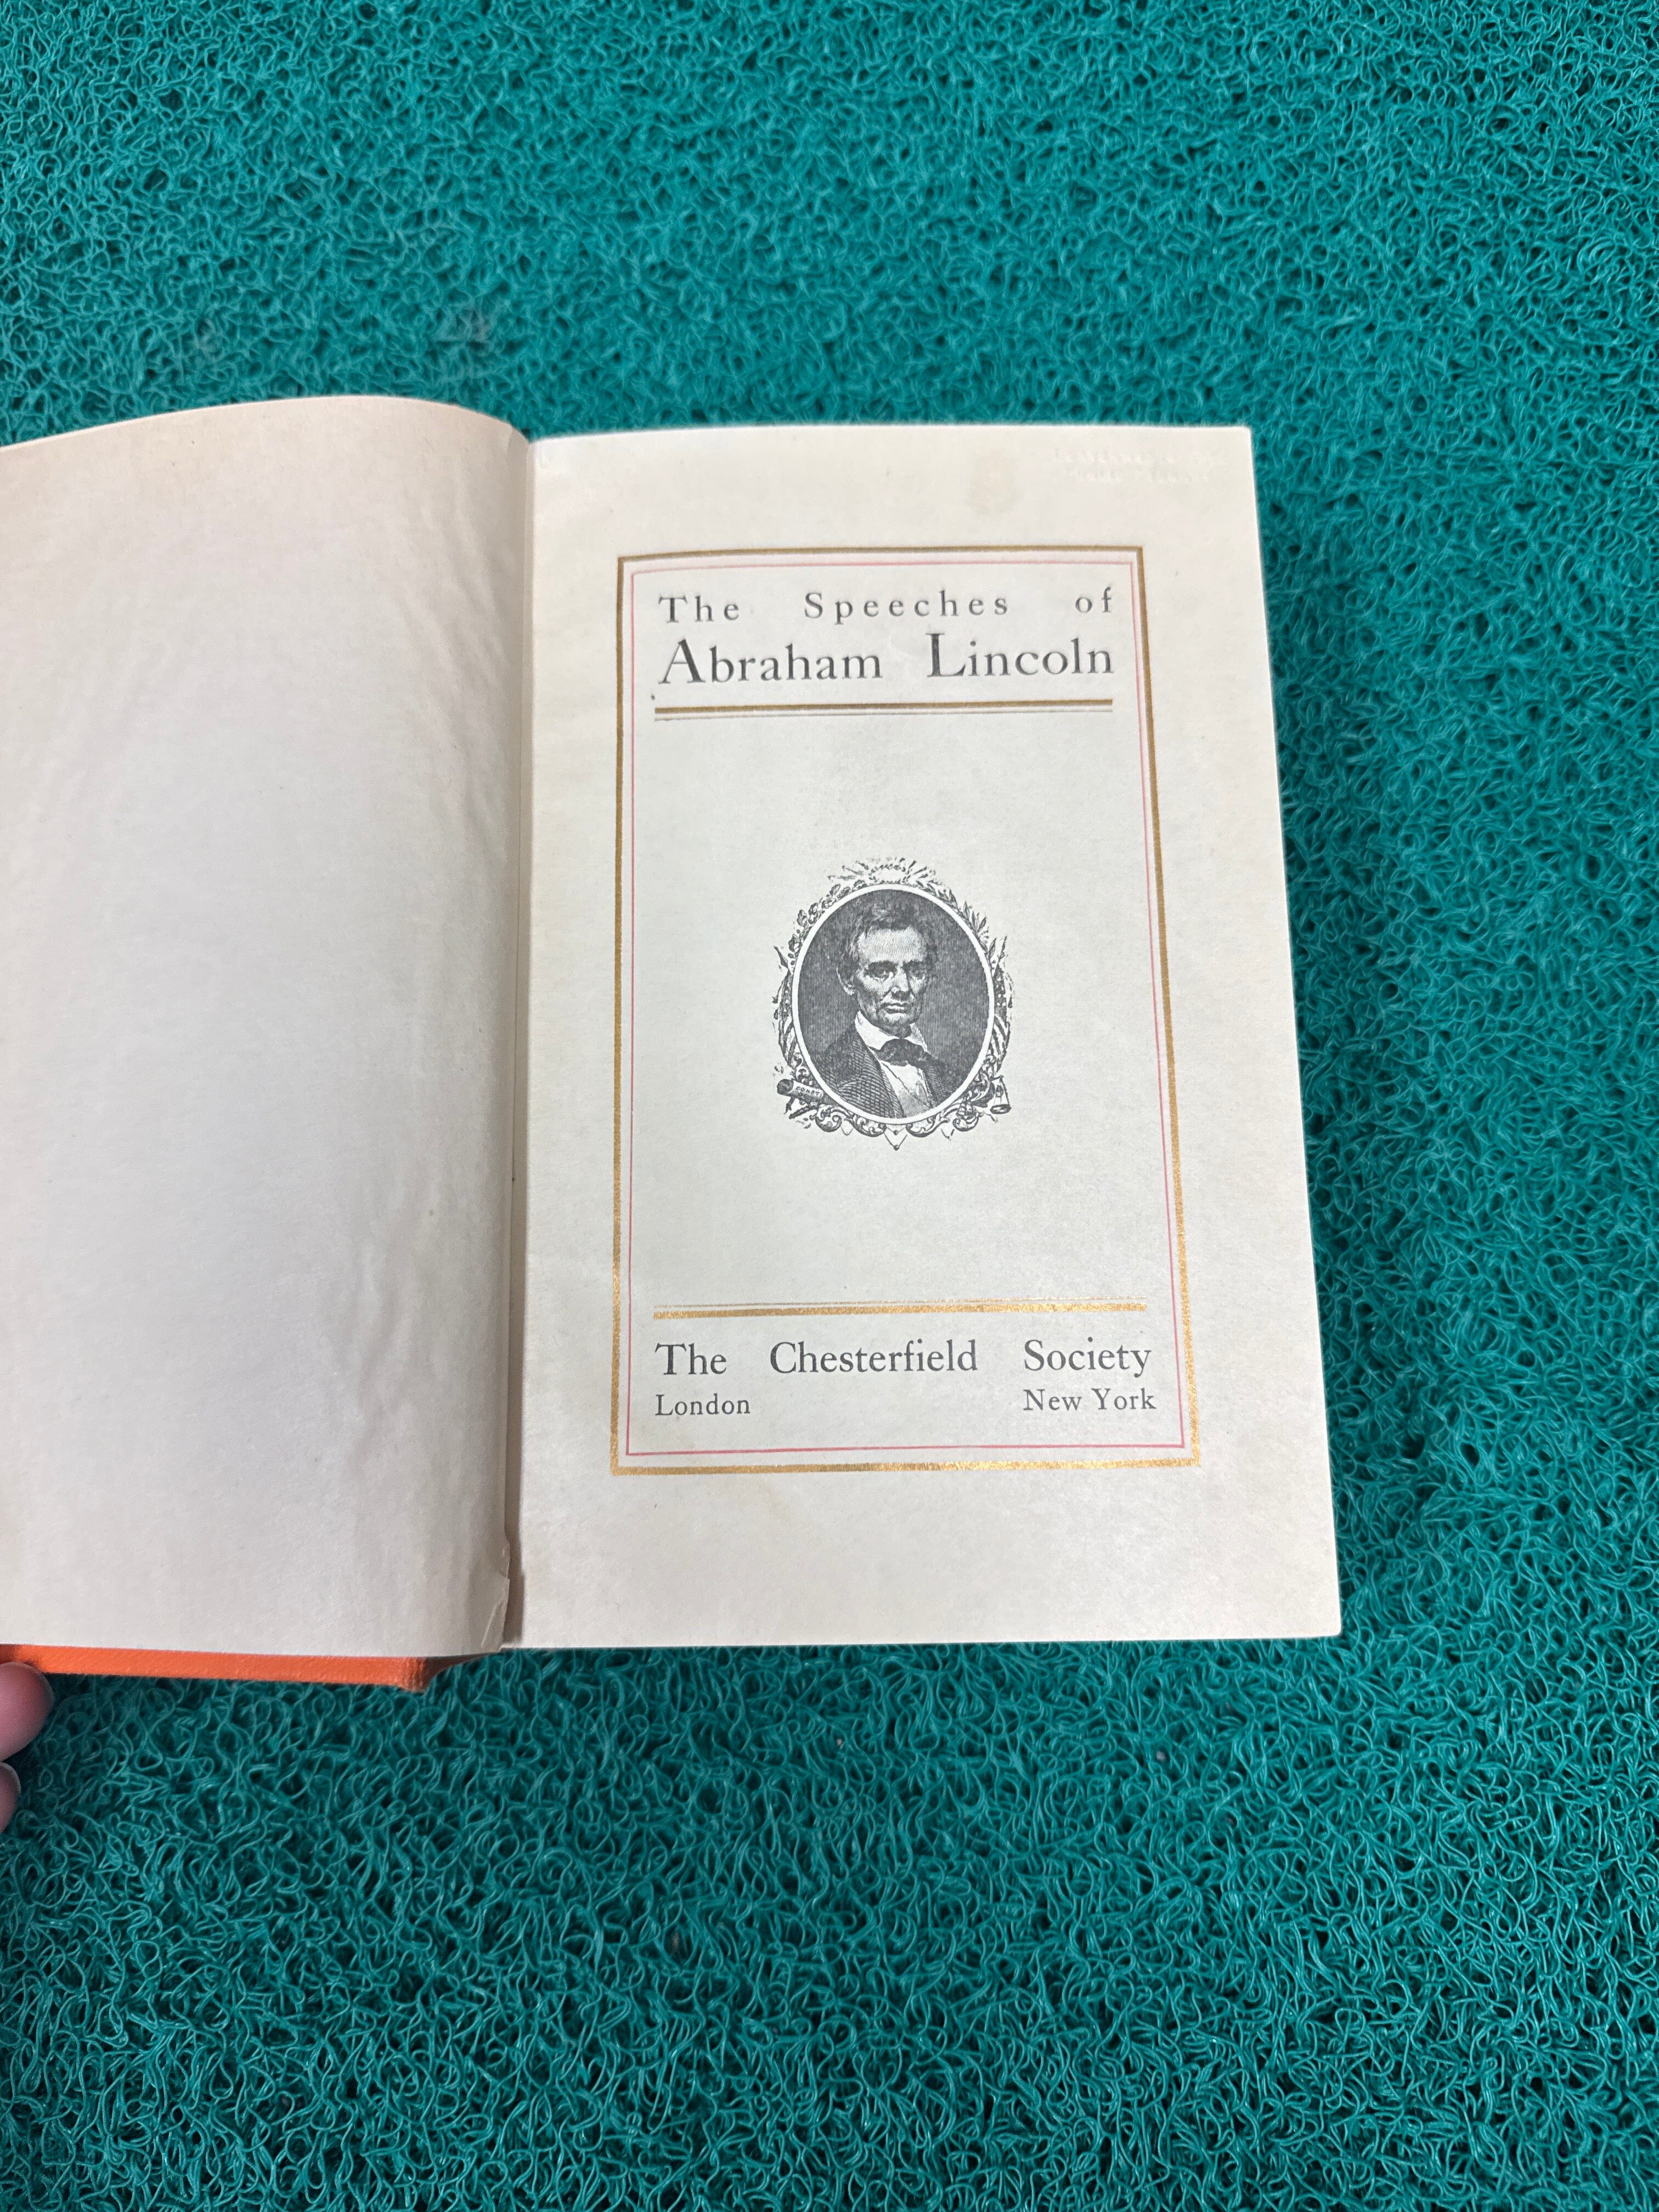 The Speeches of
Abraham Lincoln
The Chesterfield Society
London New York